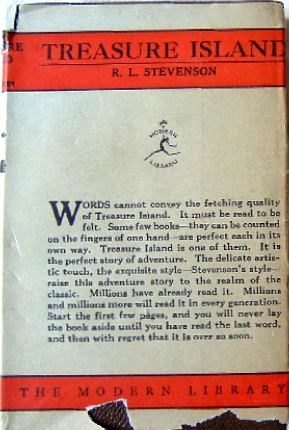 TREASURE ISLAND
R. L. STEVENSON
MODERN
LIBRARY
WORDS cannot convey the fetching quality
of Treasure Island. It must be read to be
felt. Some few books—they can be counted
on the fingers of one hand—are perfect each in its
own way. Treasure Island is one of them. It is
the perfect story of adventure. The delicate artis-
tic touch, the exquisite style—Stevenson's style—
raise this adventure story to the realm of the
classic. Millions have already read it. Millions
and millions more will read it in every generation.
Start the first few pages, and you will never lay
the book aside until you have read the last word,
and then with regret that it is over so soon.
THE MODERN LIBRARY